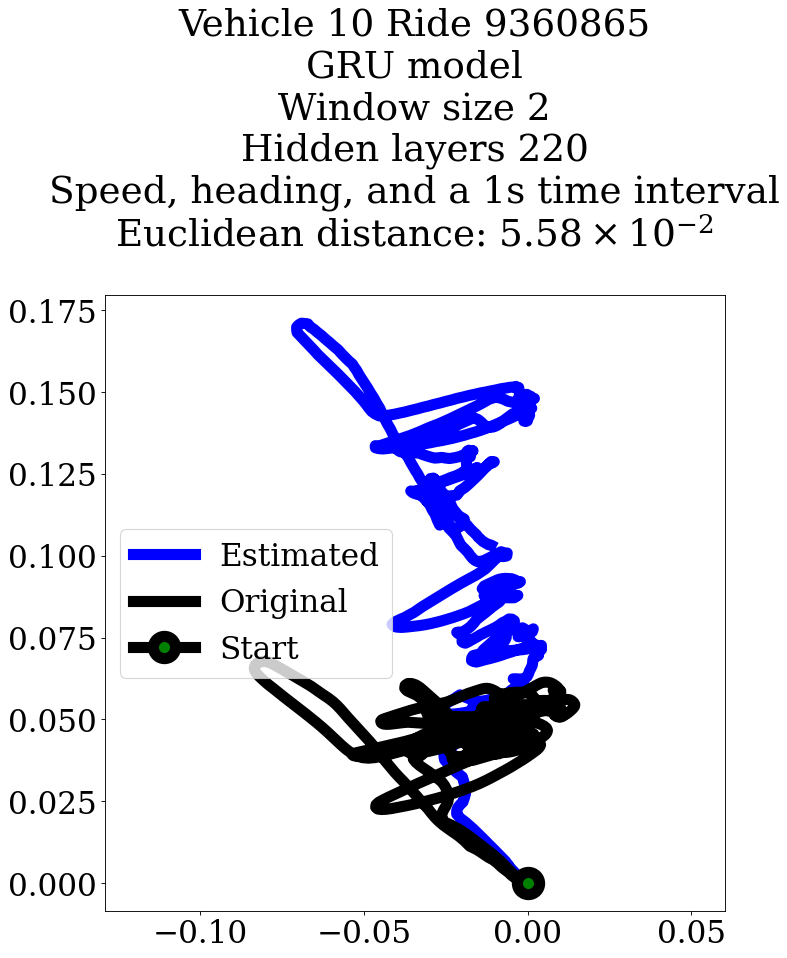 Vehicle 10 Ride 9360865
GRU model
Window size 2
Hidden layers 220
Speed, heading, and a 1s time interval
Euclidean distance: 5.58 × 10⁻²
0.175
0.150
0.125
0.100
0.075
0.050
0.025
0.000
Estimated
Original
Start
−0.10 −0.05 0.00 0.05